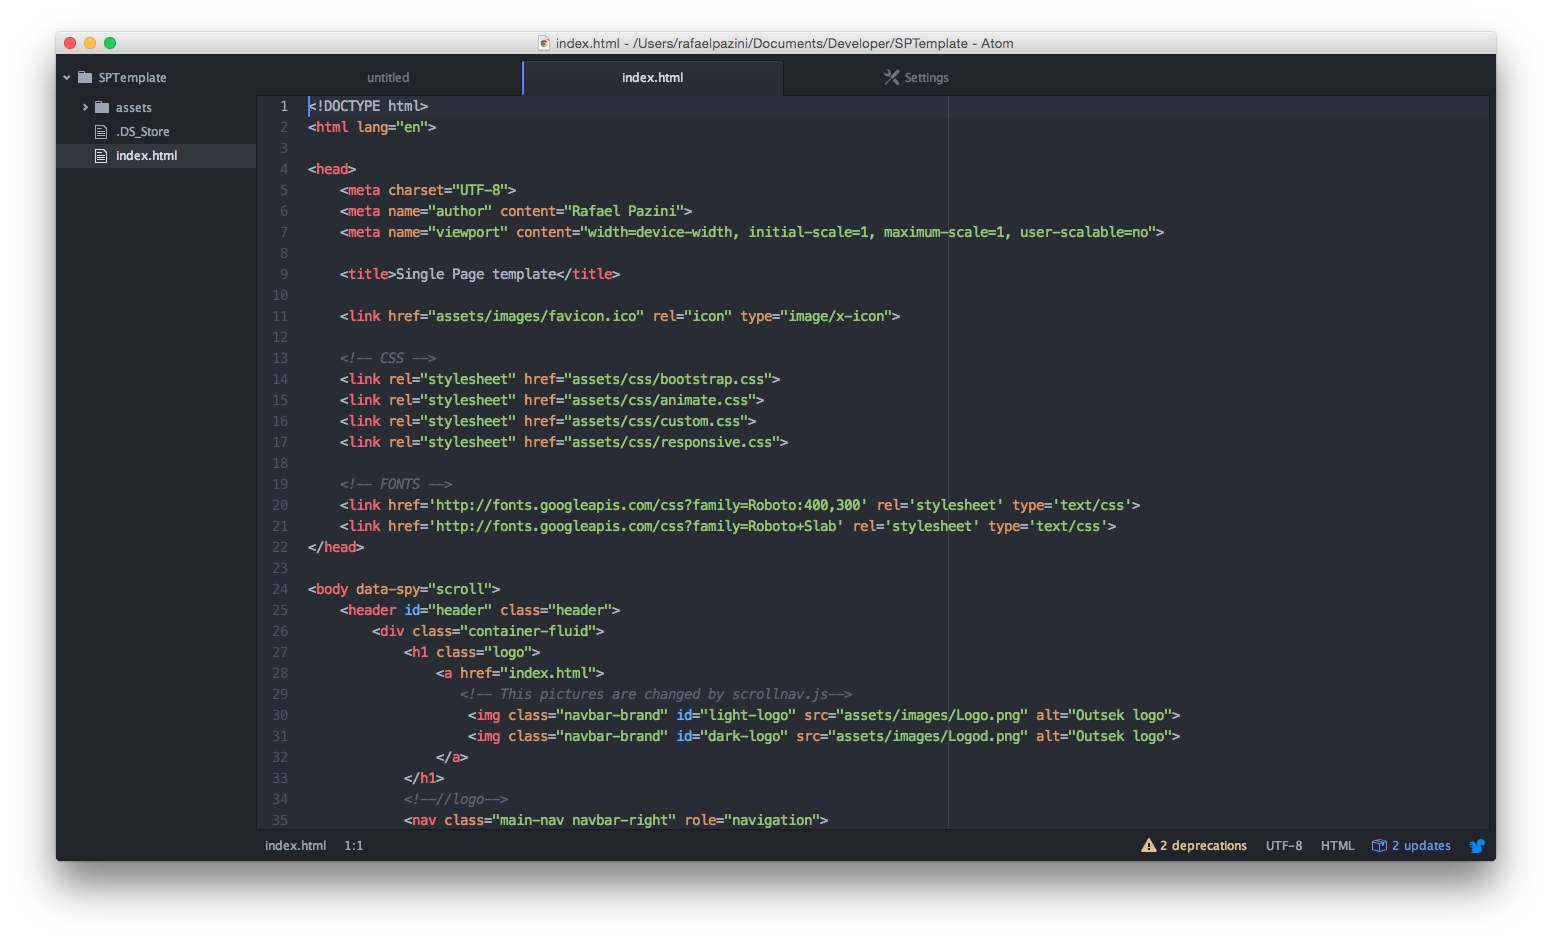 index.html - /Users/rafaelpazini/Documents/Developer/SPTemplate - Atom
SPTemplate
assets
.DS_Store
index.html
untitled
index.html
Settings
1 <!DOCTYPE html>
2 <html lang="en">
3
4 <head>
5     <meta charset="UTF-8">
6     <meta name="author" content="Rafael Pazini">
7     <meta name="viewport" content="width=device-width, initial-scale=1, maximum-scale=1, user-scalable=no">
8
9     <title>Single Page template</title>
10
11     <link href="assets/images/favicon.ico" rel="icon" type="image/x-icon">
12
13     <!-- CSS -->
14     <link rel="stylesheet" href="assets/css/bootstrap.css">
15     <link rel="stylesheet" href="assets/css/animate.css">
16     <link rel="stylesheet" href="assets/css/custom.css">
17     <link rel="stylesheet" href="assets/css/responsive.css">
18
19     <!-- FONTS -->
20     <link href='http://fonts.googleapis.com/css?family=Roboto:400,300' rel='stylesheet' type='text/css'>
21     <link href='http://fonts.googleapis.com/css?family=Roboto+Slab' rel='stylesheet' type='text/css'>
22 </head>
23
24 <body data-spy="scroll">
25     <header id="header" class="header">
26         <div class="container-fluid">
27             <h1 class="logo">
28                 <a href="index.html">
29                    <!-- This pictures are changed by scrollnav.js-->
30                     <img class="navbar-brand" id="light-logo" src="assets/images/Logo.png" alt="Outsek logo">
31                     <img class="navbar-brand" id="dark-logo" src="assets/images/Logod.png" alt="Outsek logo">
32                 </a>
33             </h1>
34             <!--//logo-->
35             <nav class="main-nav navbar-right" role="navigation">
index.html 1:1
2 deprecations UTF-8 HTML 2 updates